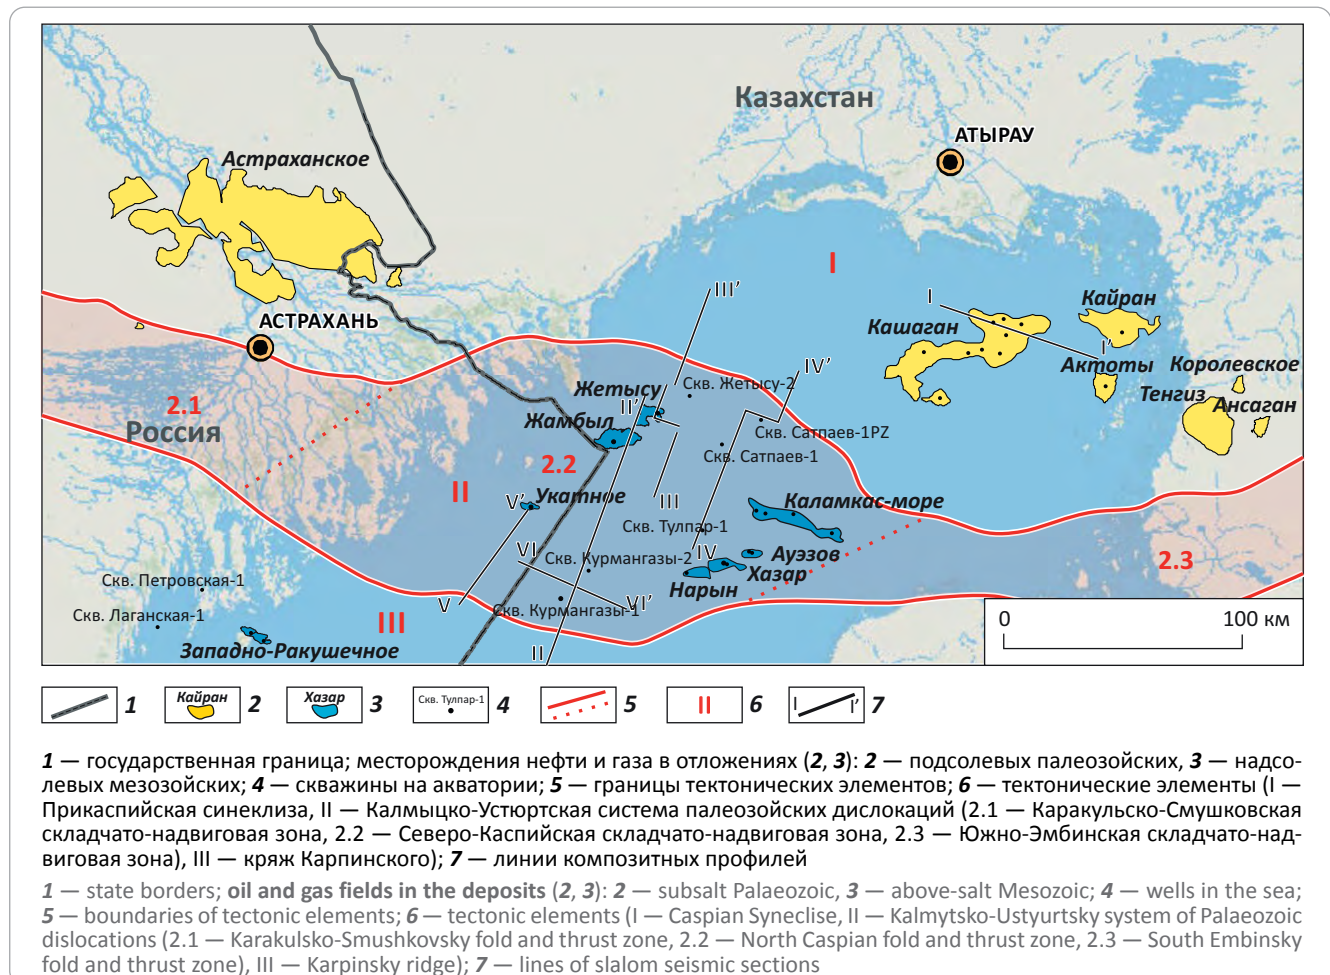 Казахстан
АТЫРАУ
Астраханское
I
III'
I
Кайран
Кашаган
I'
АСТРАХАНЬ
Актоты
Королевское
IV'
Жетысу
Скв. Жетысу-2
Тенгиз
Ансаган
2.1
II'
Жамбыл
Россия
Скв. Сатпаев-1PZ
Скв. Сатпаев-1
2.2
II
V'
Укатное
III
Каламкас-море
Скв. Тулпар-1
VI
IV
Скв. Курмангазы-2
Ауэзов
Хазар
2.3
Нарын
Скв. Петровская-1
V
VI'
Скв. Курмангазы-1
Скв. Лаганская-1
III
0
100 км
Западно-Ракушечное
II
1
Кайран
2
Хазар
3
Скв. Тулпар-1
4
5
II
6
I
I'
7
1 — государственная граница; месторождения нефти и газа в отложениях (2, 3): 2 — подсолевых палеозойских, 3 — надсо-
левых мезозойских; 4 — скважины на акватории; 5 — границы тектонических элементов; 6 — тектонические элементы (I —
Прикаспийская синеклиза, II — Калмыцко-Устюртская система палеозойских дислокаций (2.1 — Каракульско-Смушковская
складчато-надвиговая зона, 2.2 — Северо-Каспийская складчато-надвиговая зона, 2.3 — Южно-Эмбинская складчато-над-
виговая зона), III — кряж Карпинского); 7 — линии композитных профилей
1 — state borders; oil and gas fields in the deposits (2, 3): 2 — subsalt Palaeozoic, 3 — above-salt Mesozoic; 4 — wells in the sea;
5 — boundaries of tectonic elements; 6 — tectonic elements (I — Caspian Syneclise, II — Kalmytsko-Ustyurtsky system of Palaeozoic
dislocations (2.1 — Karakulsko-Smushkovsky fold and thrust zone, 2.2 — North Caspian fold and thrust zone, 2.3 — South Embinsky
fold and thrust zone), III — Karpinsky ridge); 7 — lines of slalom seismic sections